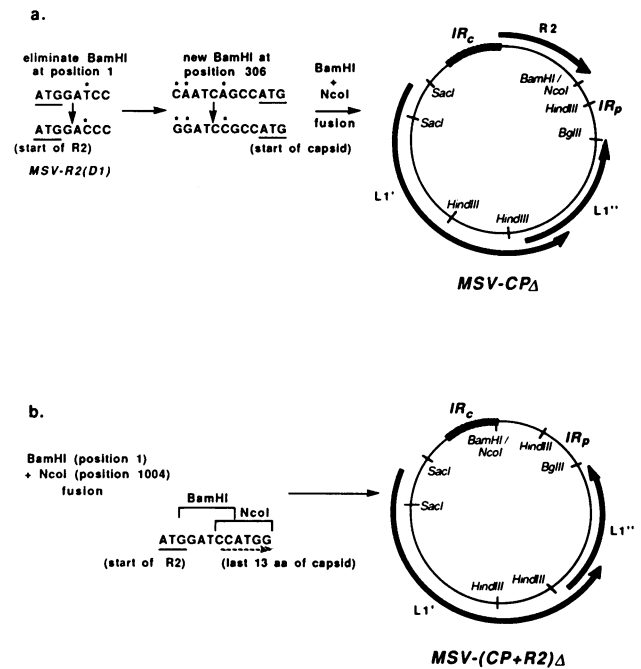 a.
eliminate BamHI
at position 1
ATGGATCC
ATGGACCC
(start of R2)
MSV-R2(D1)
new BamHI at
position 306
CAATCAGCCATG
GGATCCGCCATG
(start of capsid)
BamHI
+
NcoI
fusion
IRc
R2
BamHI /
NcoI
HindIII
IRp
BglII
SacI
SacI
L1'
HindIII
HindIII
L1''
MSV-CPΔ
b.
BamHI (position 1)
+ NcoI (position 1004)
fusion
BamHI
NcoI
ATGGATCCATGG
(start of R2)
(last 13 aa of capsid)
IRc
BamHI /
NcoI
HindIII
IRp
BglII
SacI
SacI
L1''
HindIII
HindIII
L1'
MSV-(CP+R2)Δ